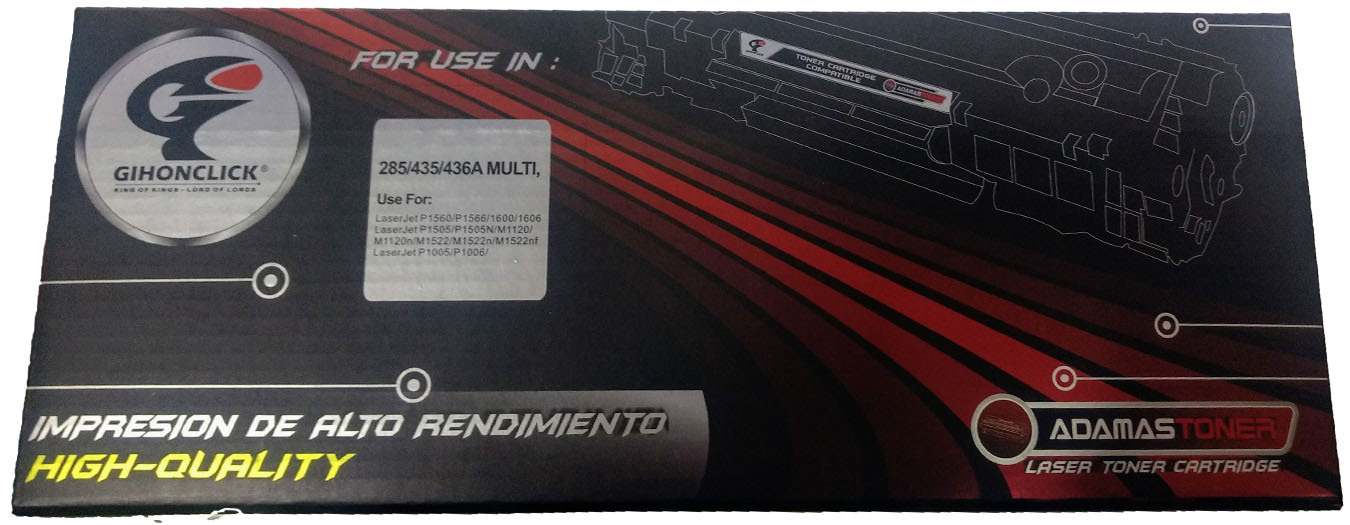 GIHONCLICK®
KING OF KINGS - LORD OF LORDS
FOR USE IN :
285/435/436A MULTI,
Use For:
LaserJet P1560/P1566/1600/1606
LaserJet P1505/P1505N/M1120/
M1120n/M1522/M1522n/M1522nf
LaserJet P1005/P1006/
GIHONCLICK
TONER CARTRIDGE
COMPATIBLE
ADAMASTONER
IMPRESION DE ALTO RENDIMIENTO
HIGH-QUALITY
ADAMASTONER
LASER TONER CARTRIDGE